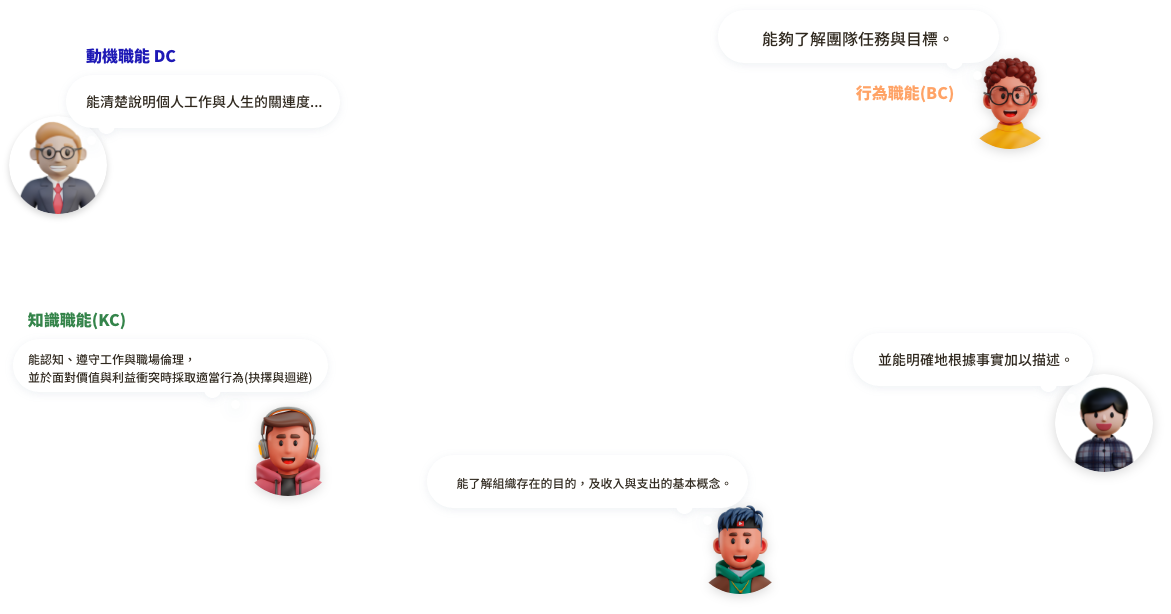 能夠了解團隊任務與目標。
動機職能 DC
行為職能(BC)
能清楚說明個人工作與人生的關連度...
知識職能(KC)
能認知、遵守工作與職場倫理，
並於面對價值與利益衝突時採取適當行為(抉擇與迴避)
並能明確地根據事實加以描述。
能了解組織存在的目的，及收入與支出的基本概念。